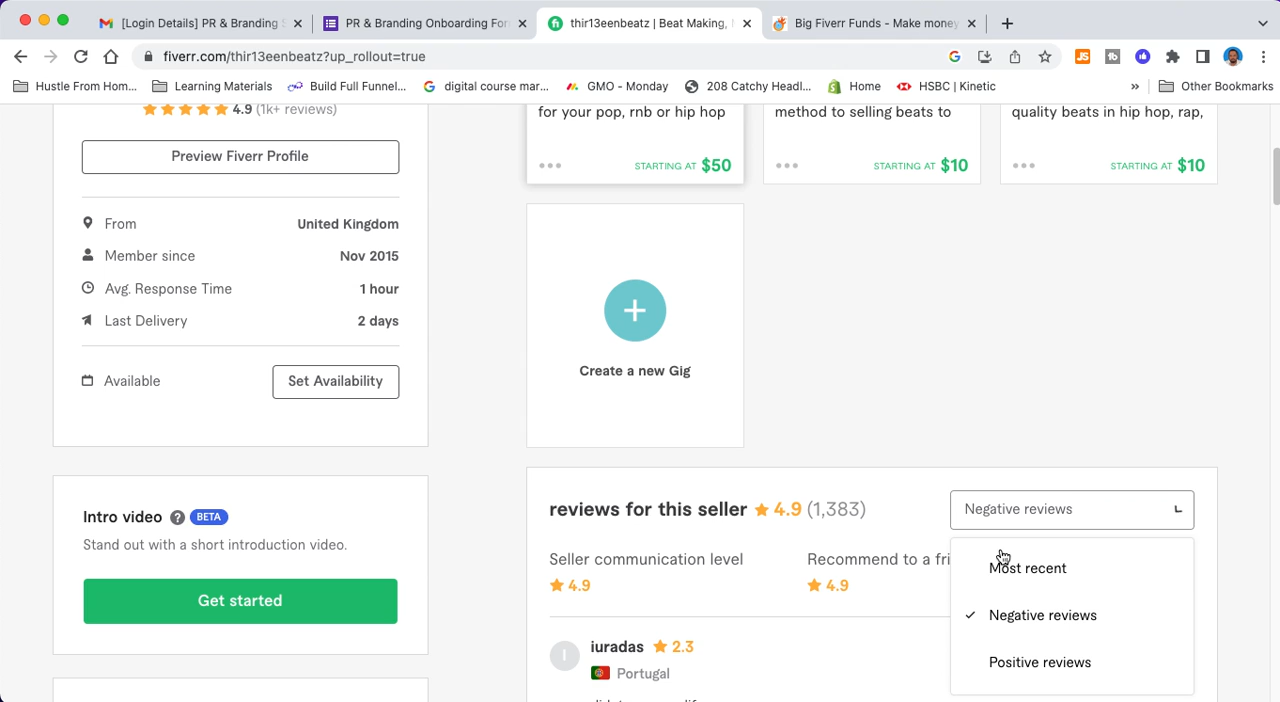 [Login Details] PR & Branding S
PR & Branding Onboarding For
thir13eenbeatz | Beat Making,
Big Fiverr Funds - Make money
fiverr.com/thir13eenbeatz?up_rollout=true
Hustle From Hom...
Learning Materials
Build Full Funnel...
digital course mar...
GMO - Monday
208 Catchy Headl...
Home
HSBC | Kinetic
»
Other Bookmarks
4.9 (1k+ reviews)
for your pop, rnb or hip hop
method to selling beats to
quality beats in hip hop, rap,
STARTING AT $50
STARTING AT $10
STARTING AT $10
Preview Fiverr Profile
From United Kingdom
Member since Nov 2015
Avg. Response Time 1 hour
Last Delivery 2 days
Available
Set Availability
Create a new Gig
Intro video ? BETA
Stand out with a short introduction video.
Get started
reviews for this seller 4.9 (1,383)
Negative reviews
Seller communication level
4.9
Recommend to a fri
4.9
Most recent
Negative reviews
Positive reviews
I
iuradas 2.3
Portugal